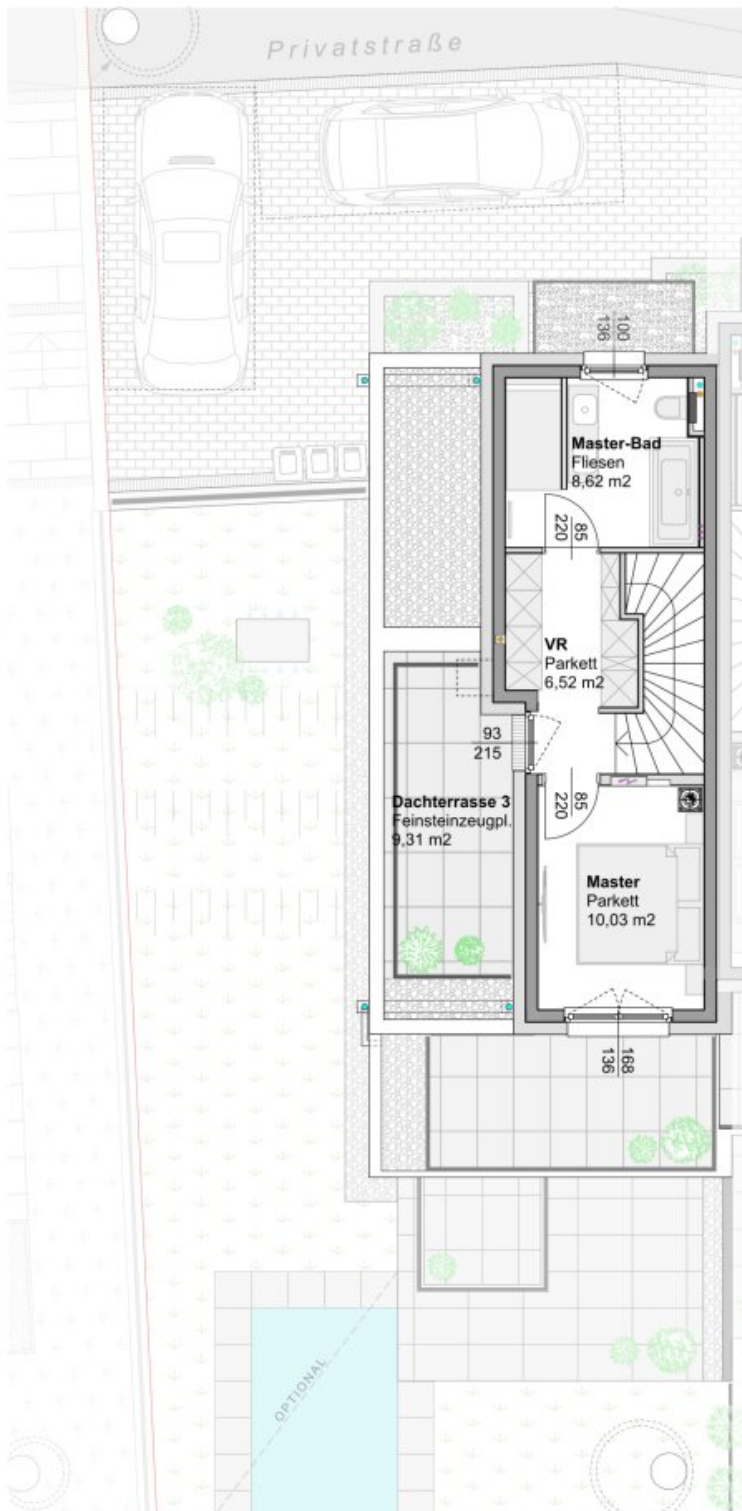 Privatstraße
100
136
Master-Bad
Fliesen
8,62 m2
85
220
VR
Parkett
6,52 m2
93
215
85
220
Dachterrasse 3
Feinsteinzeugpl.
9,31 m2
Master
Parkett
10,03 m2
168
136
OPTIONAL